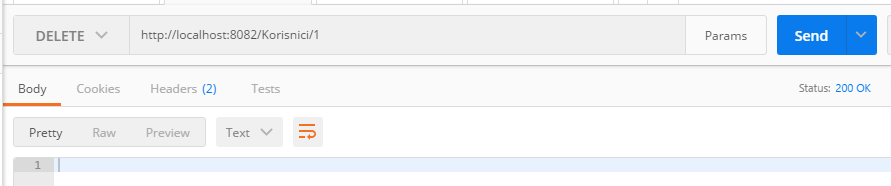 DELETE http://localhost:8082/Korisnici/1 Params Send
Body Cookies Headers (2) Tests Status: 200 OK
Pretty Raw Preview Text
1